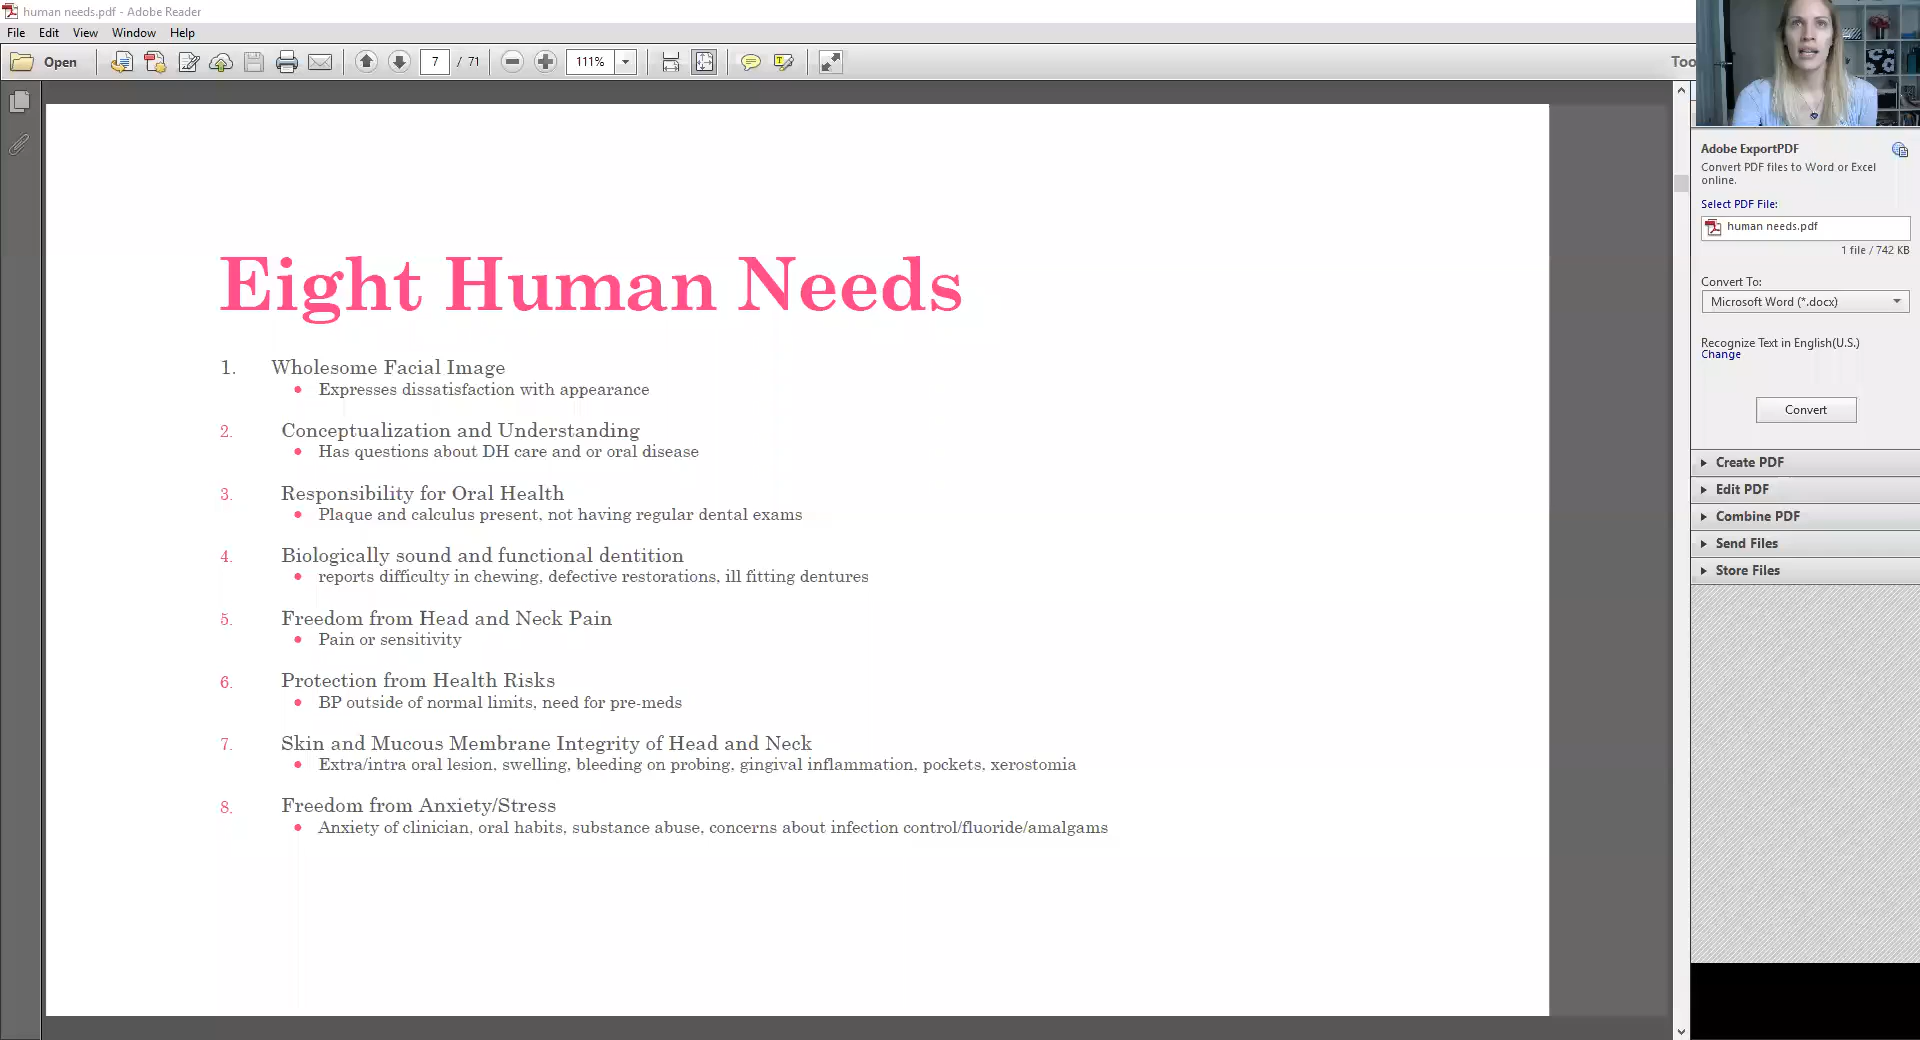 human needs.pdf - Adobe Reader
File Edit View Window Help
Open 7 / 71 111% Too
Eight Human Needs
1. Wholesome Facial Image
• Expresses dissatisfaction with appearance
2. Conceptualization and Understanding
• Has questions about DH care and or oral disease
3. Responsibility for Oral Health
• Plaque and calculus present, not having regular dental exams
4. Biologically sound and functional dentition
• reports difficulty in chewing, defective restorations, ill fitting dentures
5. Freedom from Head and Neck Pain
• Pain or sensitivity
6. Protection from Health Risks
• BP outside of normal limits, need for pre-meds
7. Skin and Mucous Membrane Integrity of Head and Neck
• Extra/intra oral lesion, swelling, bleeding on probing, gingival inflammation, pockets, xerostomia
8. Freedom from Anxiety/Stress
• Anxiety of clinician, oral habits, substance abuse, concerns about infection control/fluoride/amalgams
Adobe ExportPDF
Convert PDF files to Word or Excel
online.
Select PDF File:
human needs.pdf
1 file / 742 KB
Convert To:
Microsoft Word (*.docx)
Recognize Text in English(U.S.)
Change
Convert
Create PDF
Edit PDF
Combine PDF
Send Files
Store Files